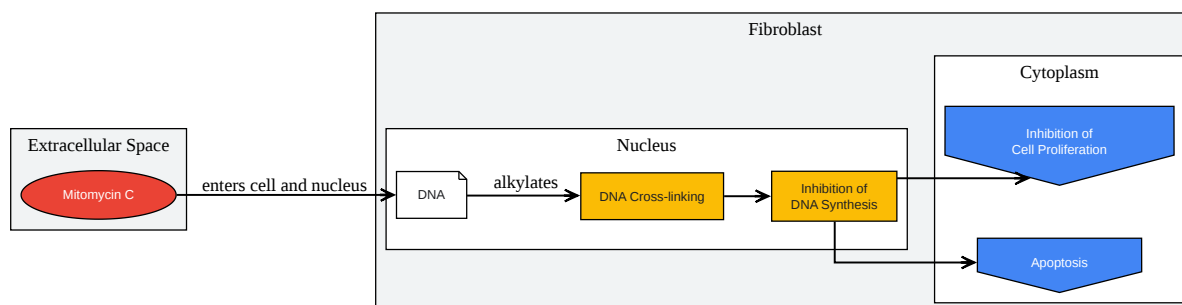 Fibroblast
Cytoplasm
Extracellular Space
Mitomycin C
enters cell and nucleus
Nucleus
DNA
alkylates
DNA Cross-linking
Inhibition of
DNA Synthesis
Inhibition of
Cell Proliferation
Apoptosis